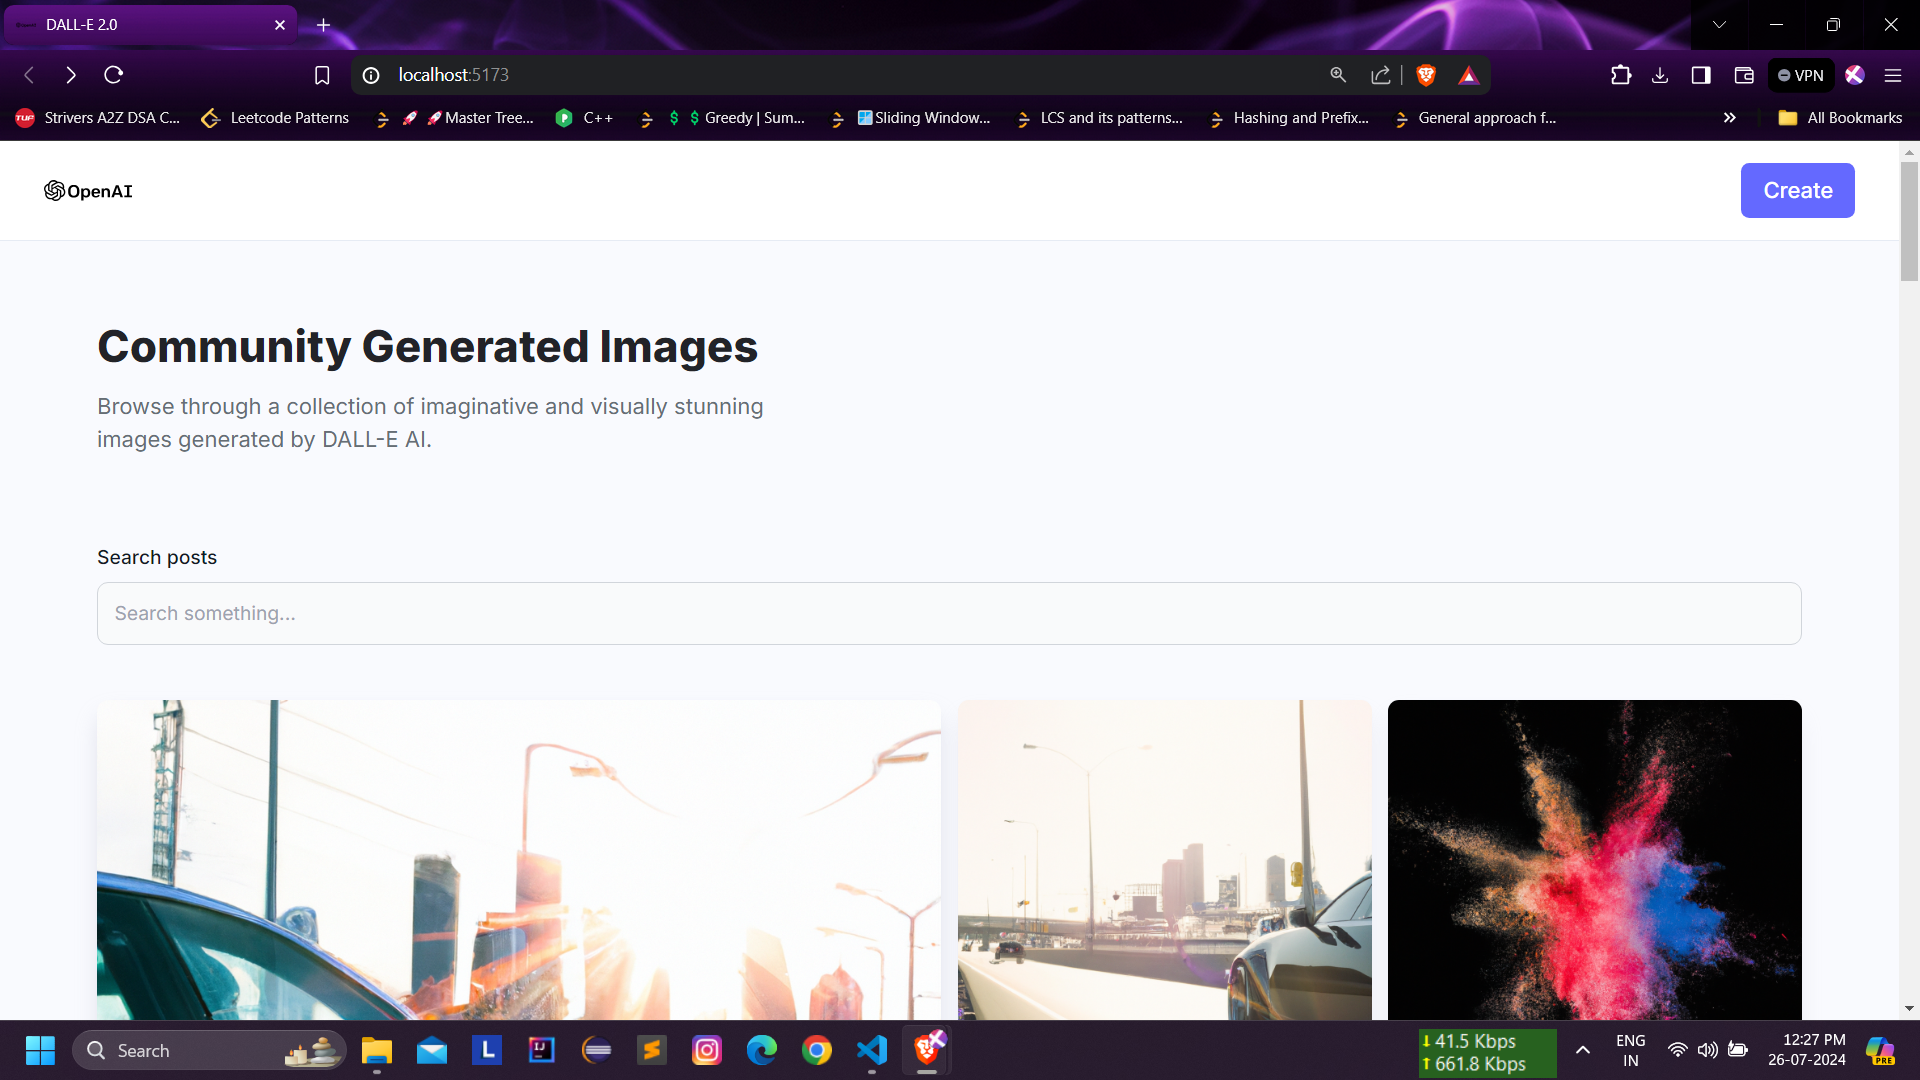 DALL-E 2.0
localhost:5173
VPN
TUF Strivers A2Z DSA C...
Leetcode Patterns
🚀 🚀Master Tree...
C++
$ $ Greedy | Sum...
Sliding Window...
LCS and its patterns...
Hashing and Prefix...
General approach f...
»
All Bookmarks
OpenAI
Create
Community Generated Images
Browse through a collection of imaginative and visually stunning
images generated by DALL-E AI.
Search posts
Search something...
Search
L
IJ
41.5 Kbps
661.8 Kbps
ENG
IN
12:27 PM
26-07-2024
PRE